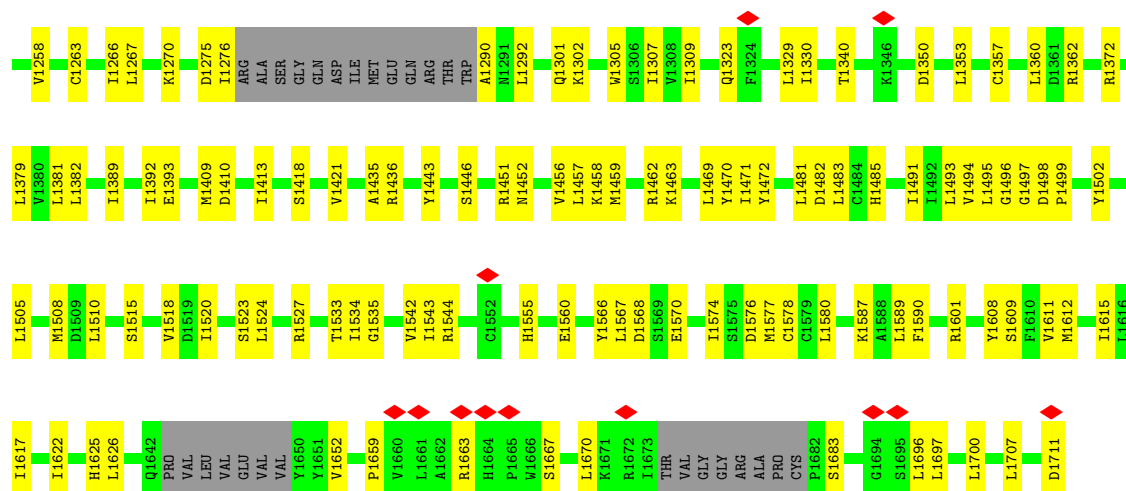 V1258 C1263 I1266 L1267 K1270 D1275 I1276 ARG ALA SER GLY GLN ASP ILE MET GLU GLN ARG THR TRP A1290 N1291 L1292 Q1301 K1302 W1305 S1306 I1307 V1308 I1309 Q1323 F1324 L1329 I1330 T1340 K1346 D1350 L1353 C1357 L1360 D1361 R1362 R1372
L1379 V1380 L1381 L1382 I1389 I1392 E1393 M1409 D1410 I1413 S1418 V1421 A1435 R1436 Y1443 S1446 R1451 N1452 V1456 L1457 K1458 M1459 R1462 K1463 L1469 Y1470 I1471 Y1472 L1481 D1482 L1483 C1484 H1485 I1491 I1492 L1493 V1494 L1495 G1496 G1497 D1498 P1499 Y1502
L1505 M1508 D1509 L1510 S1515 V1518 D1519 I1520 S1523 L1524 R1527 T1533 I1534 G1535 V1542 I1543 R1544 C1552 H1555 E1560 Y1566 L1567 D1568 S1569 E1570 I1574 S1575 D1576 M1577 C1578 C1579 L1580 K1587 A1588 L1589 F1590 R1601 Y1608 S1609 F1610 V1611 M1612 I1615 L1616
I1617 I1622 H1625 L1626 Q1642 PRO VAL LEU VAL GLU VAL VAL Y1650 Y1651 V1652 P1659 V1660 L1661 A1662 R1663 H1664 P1665 W1666 S1667 L1670 K1671 R1672 I1673 THR VAL GLY GLY ARG ALA PRO CYS P1682 S1683 G1694 S1695 L1696 L1697 L1700 L1707 D1711